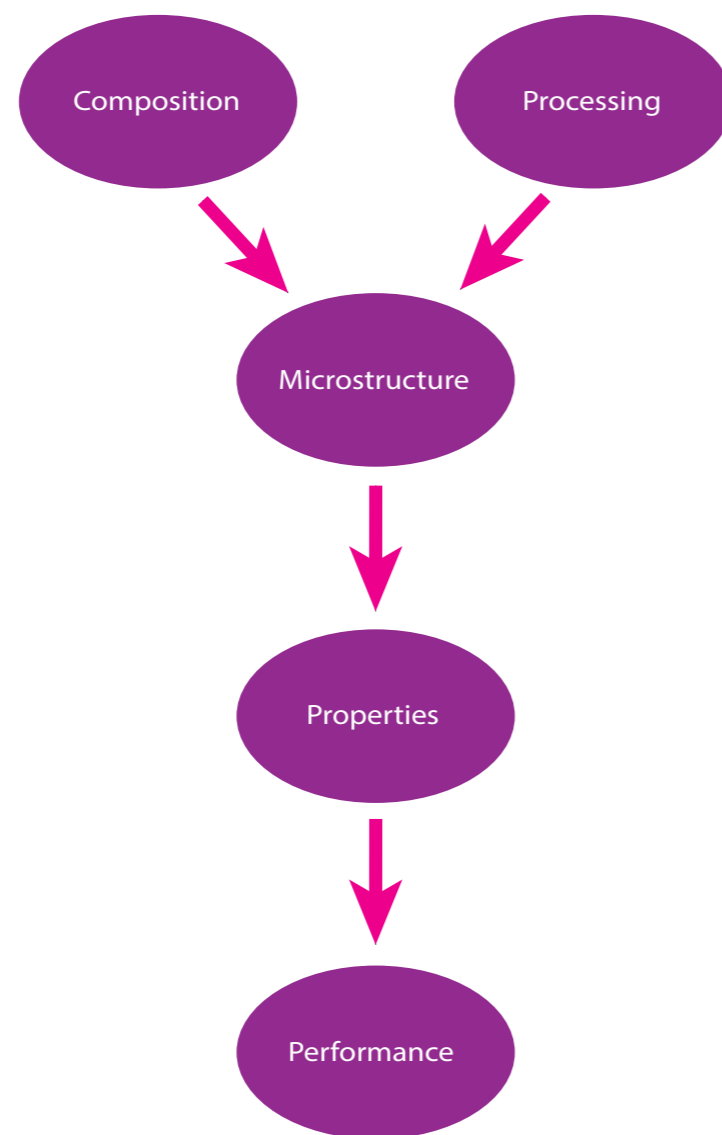 Composition
Processing
Microstructure
Properties
Performance